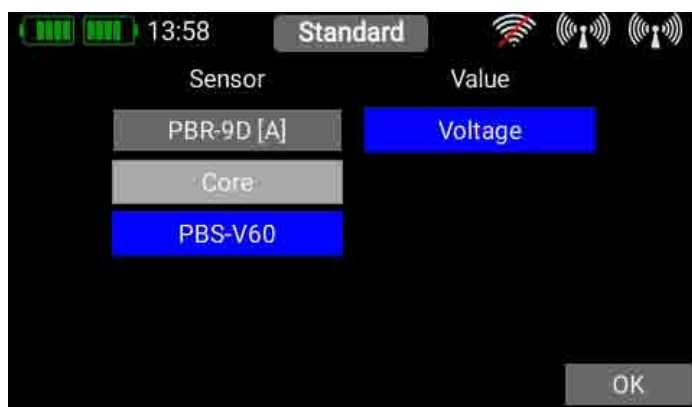 13:58 Standard
Sensor Value
PBR-9D [A] Voltage
Core
PBS-V60
OK